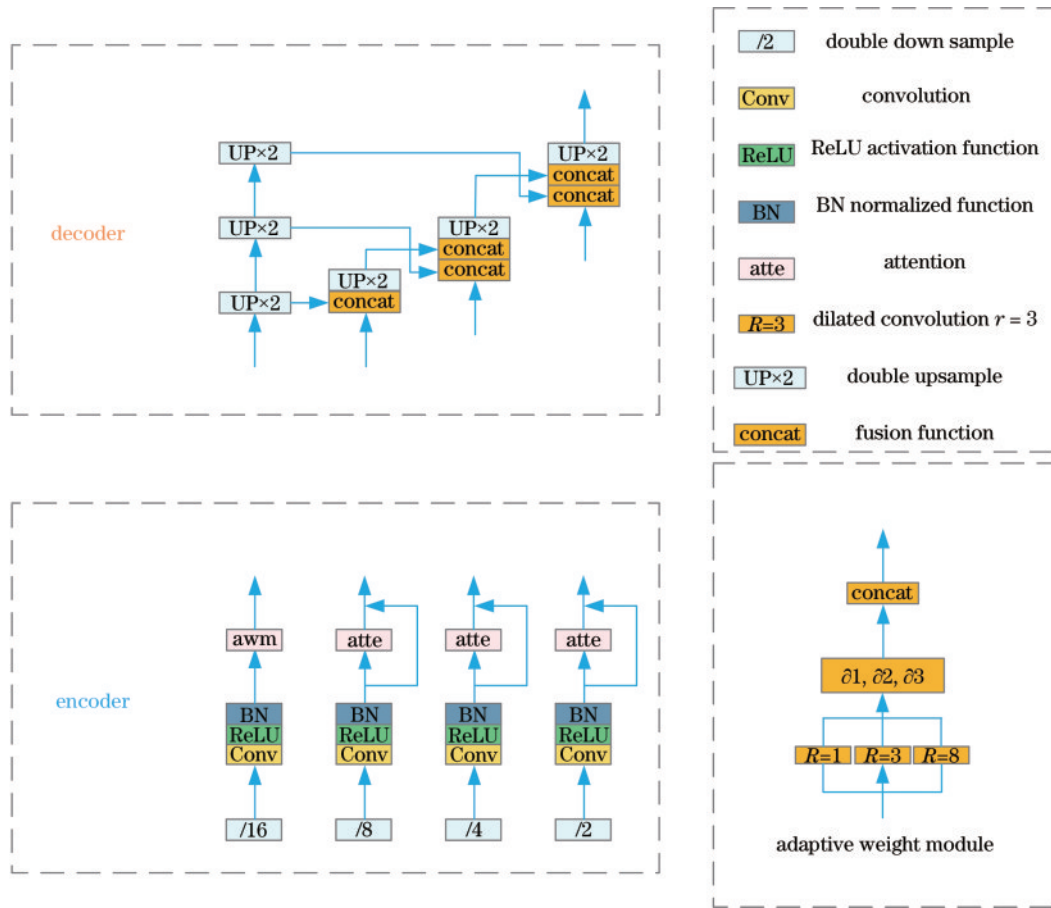 decoder
UP×2
UP×2
UP×2
UP×2
concat
UP×2
concat
concat
UP×2
concat
concat
/2 double down sample
Conv convolution
ReLU ReLU activation function
BN BN normalized function
atte attention
R=3 dilated convolution r = 3
UP×2 double upsample
concat fusion function
encoder
awm atte atte atte
BN BN BN BN
ReLU ReLU ReLU ReLU
Conv Conv Conv Conv
/16 /8 /4 /2
concat
∂1, ∂2, ∂3
R=1 R=3 R=8
adaptive weight module